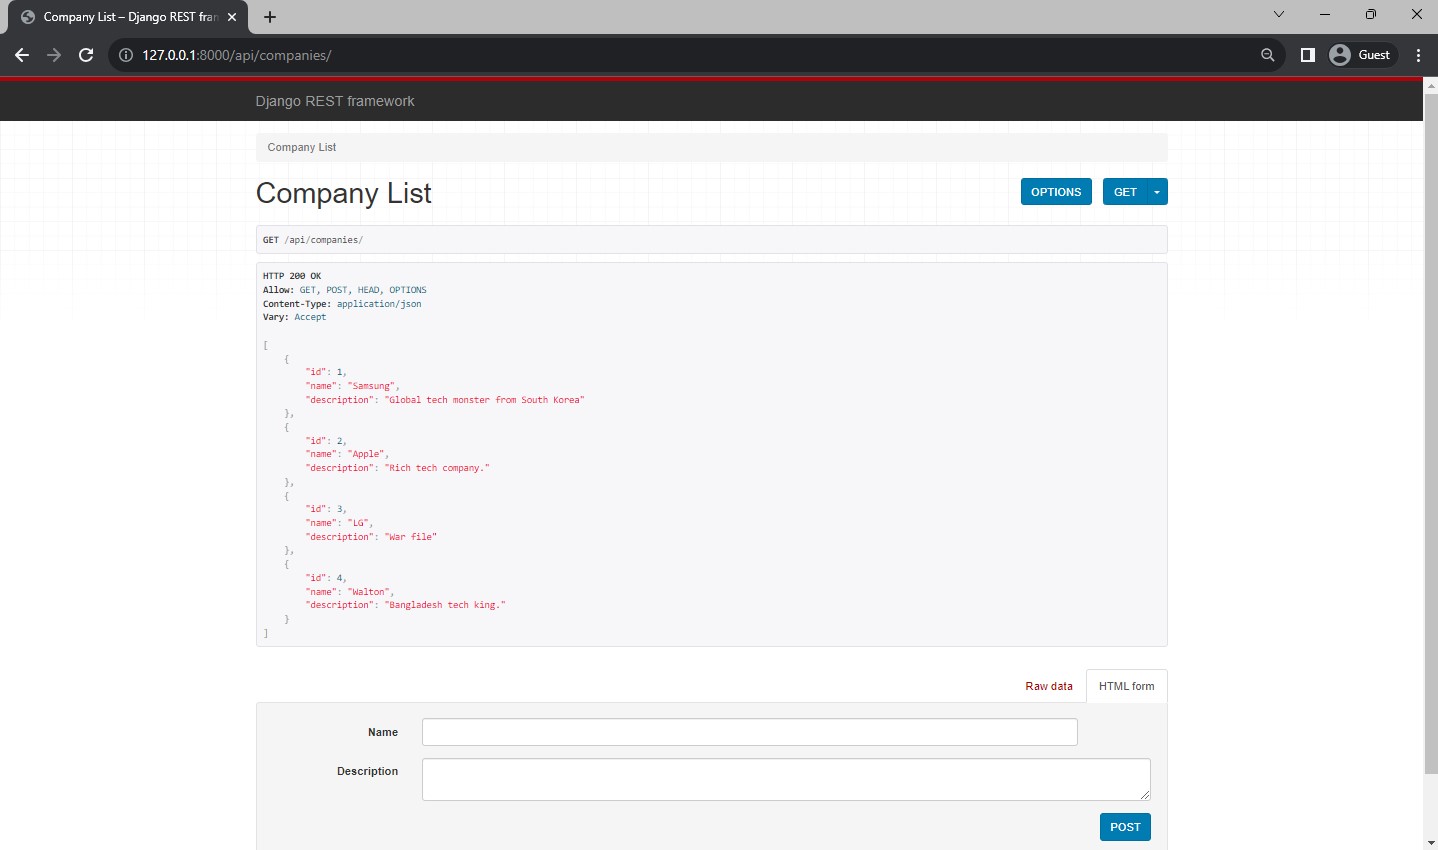 Company List – Django REST fran
127.0.0.1:8000/api/companies/
Guest
Django REST framework
Company List
Company List
OPTIONS
GET
GET /api/companies/
HTTP 200 OK
Allow: GET, POST, HEAD, OPTIONS
Content-Type: application/json
Vary: Accept
[
{
"id": 1,
"name": "Samsung",
"description": "Global tech monster from South Korea"
},
{
"id": 2,
"name": "Apple",
"description": "Rich tech company."
},
{
"id": 3,
"name": "LG",
"description": "War file"
},
{
"id": 4,
"name": "Walton",
"description": "Bangladesh tech king."
}
]
Raw data
HTML form
Name
Description
POST